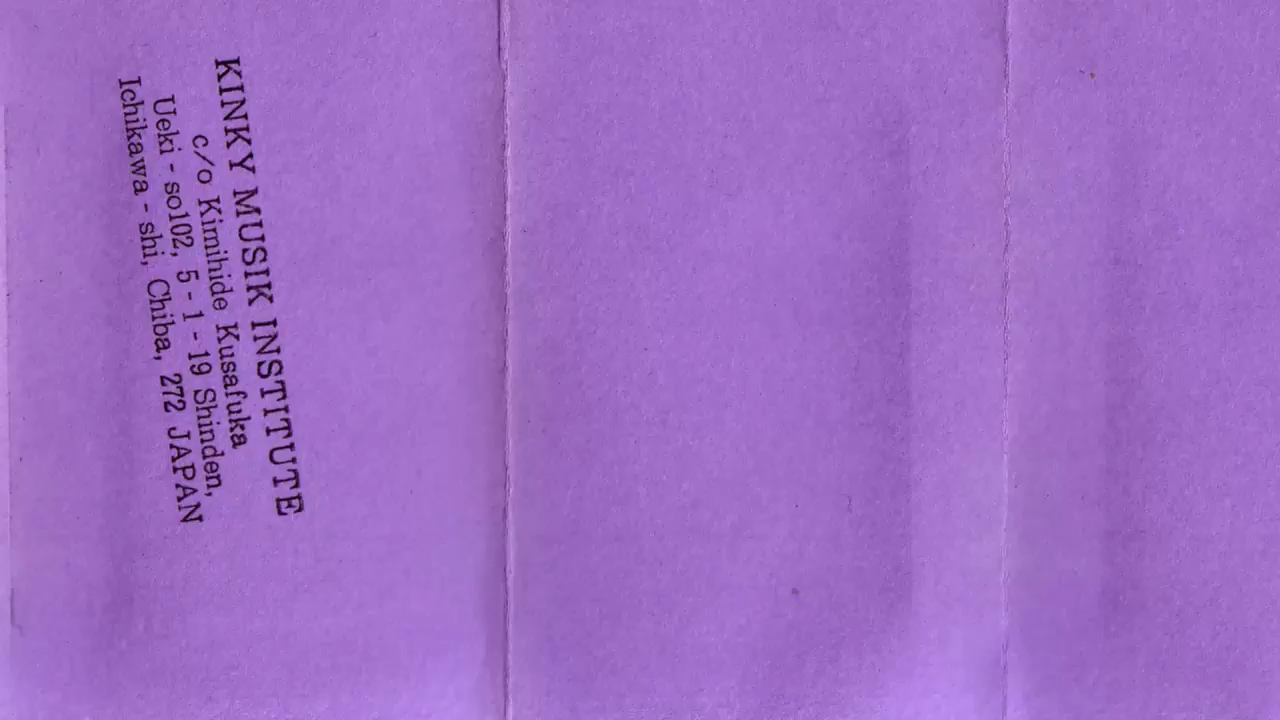 KINKY MUSIK INSTITUTE
c/o Kimihide Kusafuka
Ueki - so102, 5 - 1 - 19 Shinden,
Ichikawa - shi, Chiba, 272 JAPAN